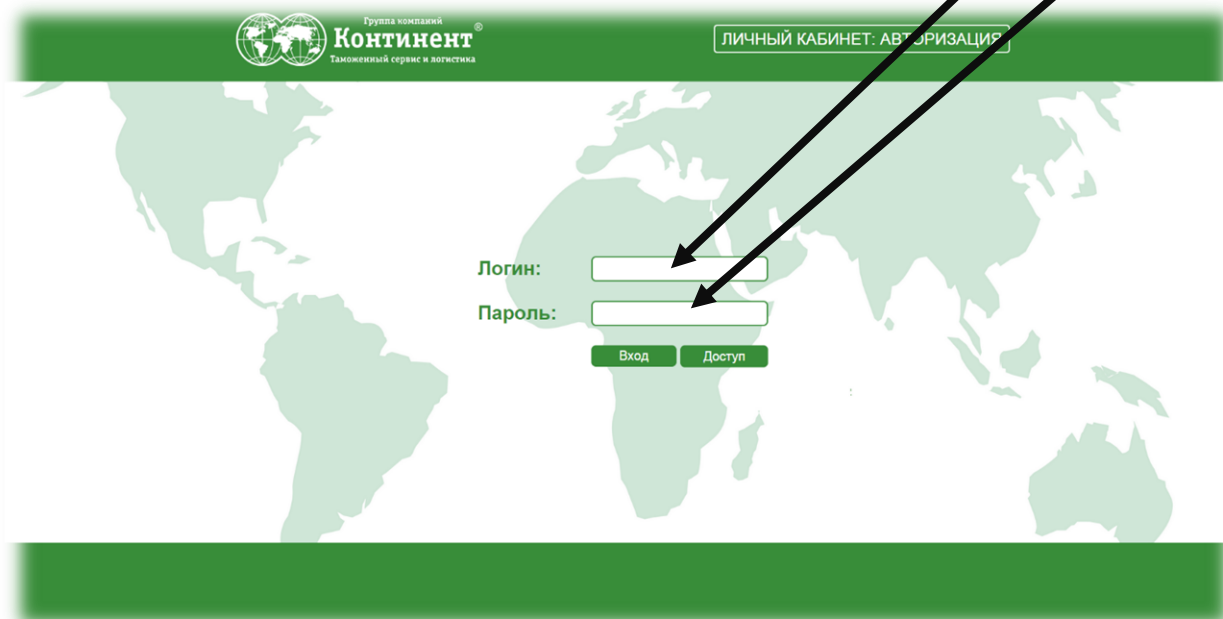 Группа компаний
Континент®
Таможенный сервис и логистика
ЛИЧНЫЙ КАБИНЕТ: АВТОРИЗАЦИЯ
Логин:
Пароль:
Вход Доступ
: